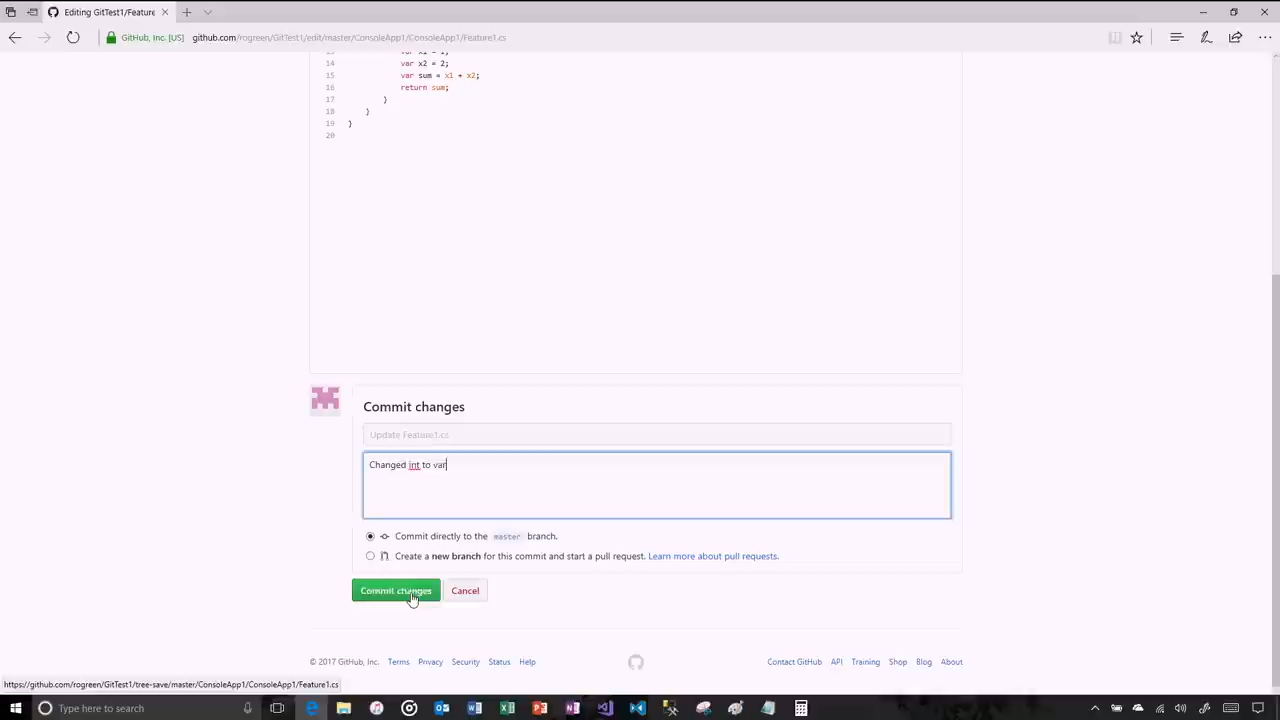 Editing GitTest1/Feature
GitHub, Inc. [US] github.com/rogreen/GitTest1/edit/master/ConsoleApp1/ConsoleApp1/Feature1.cs
13 var x1 = 1;
14 var x2 = 2;
15 var sum = x1 + x2;
16 return sum;
17 }
18 }
19 }
20
Commit changes
Update Feature1.cs
Changed int to var
Commit directly to the master branch.
Create a new branch for this commit and start a pull request. Learn more about pull requests.
Commit changes Cancel
© 2017 GitHub, Inc. Terms Privacy Security Status Help Contact GitHub API Training Shop Blog About
https://github.com/rogreen/GitTest1/tree-save/master/ConsoleApp1/ConsoleApp1/Feature1.cs
Type here to search